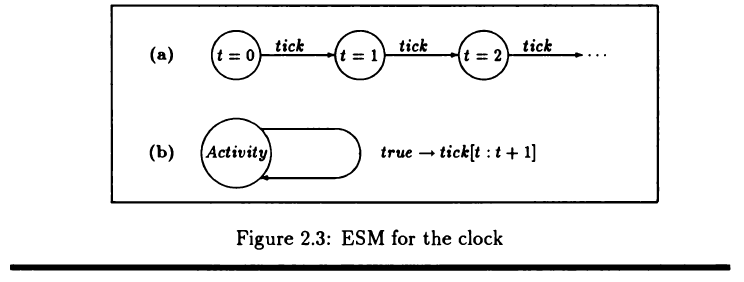 (a) t = 0 tick t = 1 tick t = 2 tick ···
(b) Activity true → tick[t : t + 1]
Figure 2.3: ESM for the clock